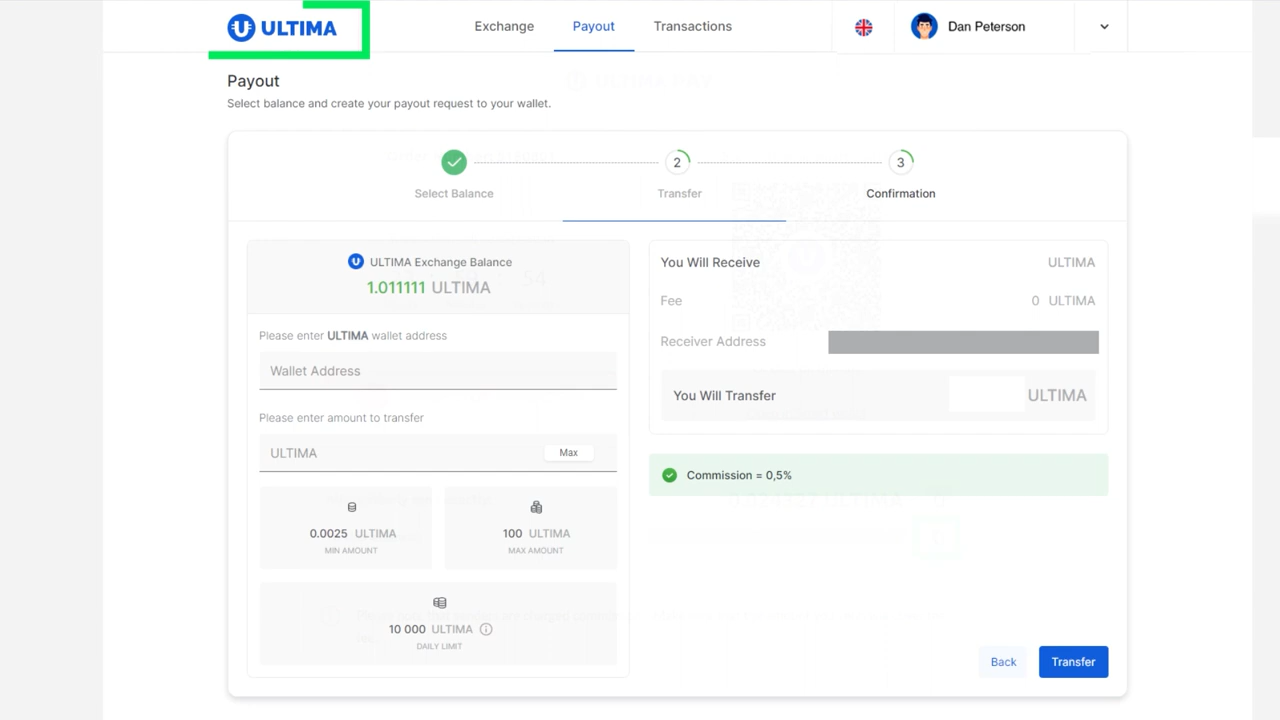 ULTIMA
Exchange
Payout
Transactions
Dan Peterson
Payout
Select balance and create your payout request to your wallet.
2
3
Select Balance
Transfer
Confirmation
ULTIMA Exchange Balance
1.011111 ULTIMA
Please enter ULTIMA wallet address
Wallet Address
Please enter amount to transfer
ULTIMA
Max
0.0025 ULTIMA
MIN AMOUNT
100 ULTIMA
MAX AMOUNT
10 000 ULTIMA
DAILY LIMIT
You Will Receive
ULTIMA
Fee
0 ULTIMA
Receiver Address
You Will Transfer
ULTIMA
Commission = 0,5%
Back
Transfer